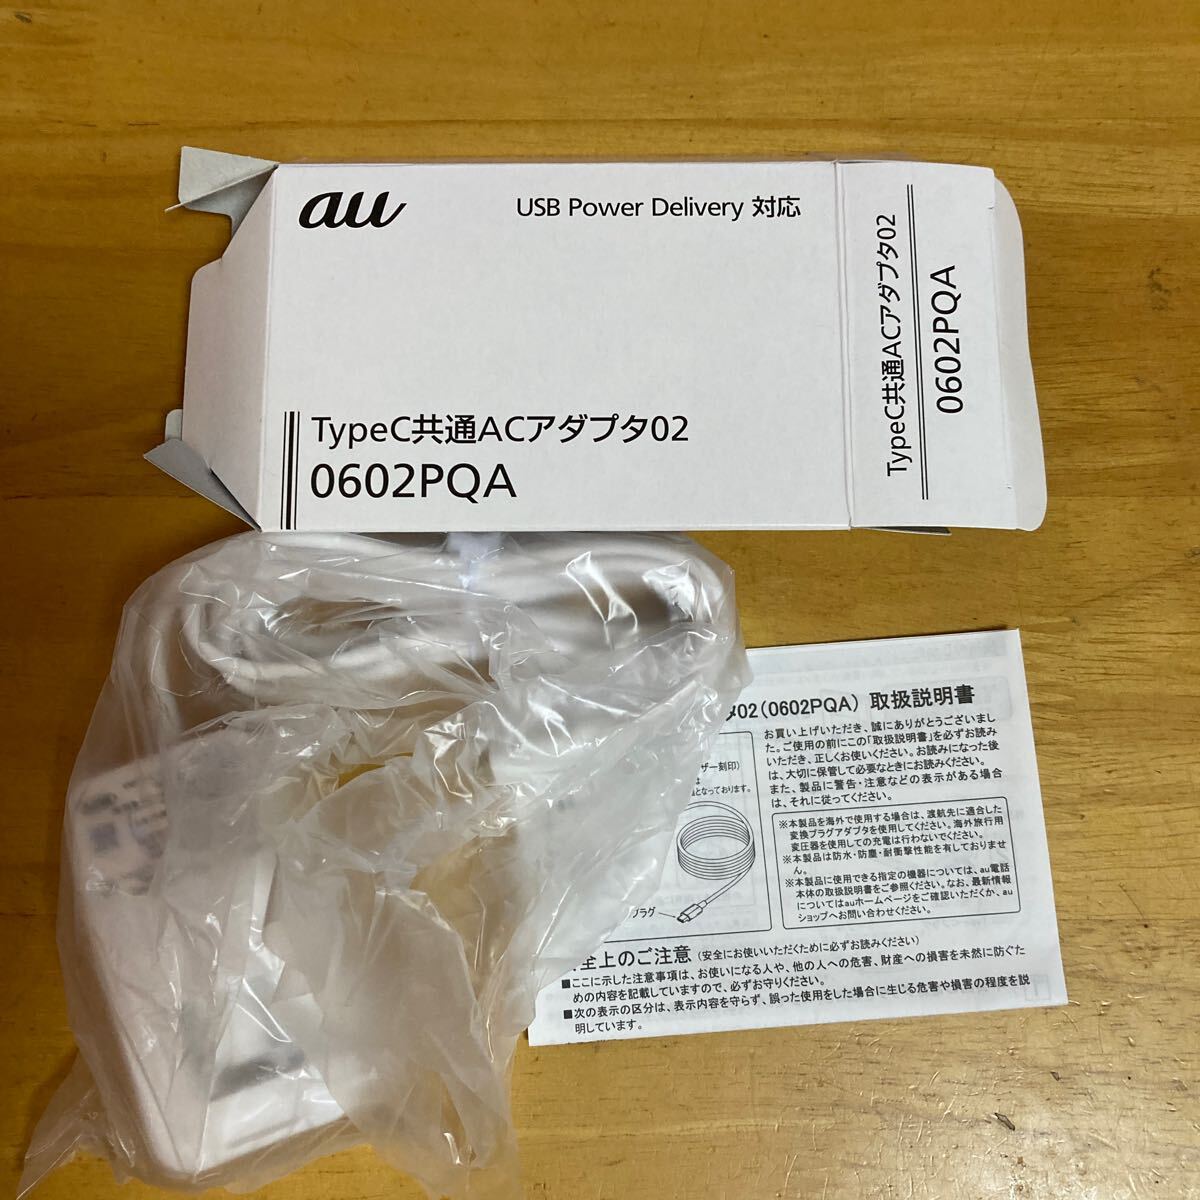 au
USB Power Delivery 対応
TypeC共通ACアダプタ02
0602PQA
TypeC共通ACアダプタ02
0602PQA
02(0602PQA) 取扱説明書
お買い上げいただき、誠にありがとうございまし
た。ご使用の前にこの「取扱説明書」を必ずお読みい
ただき、正しくお使いください。お読みになった後
は、大切に保管して必要なときにお読みください。
また、製品に警告・注意などの表示がある場合
は、それに従ってください。
ザー刻印)
は
となっております。
プラグ
※本製品を海外で使用する場合は、渡航先に適合した
変換プラグアダプタを使用してください。海外旅行用
変圧器を使用しての充電は行わないでください。
※本製品は防水・防塵・耐衝撃性能を有しておりませ
ん。
※本製品に使用できる指定の機器については、au電話
本体の取扱説明書をご参照ください。なお、最新情報
についてはauホームページをご確認いただくか、au
ショップへお問い合わせください。
全上のご注意 (安全にお使いいただくために必ずお読みください)
■ここに示した注意事項は、お使いになる人や、他の人への危害、財産への損害を未然に防ぐた
めの内容を記載していますので、必ずお守りください。
■次の表示の区分は、表示内容を守らず、誤った使用をした場合に生じる危害や損害の程度を説
明しています。